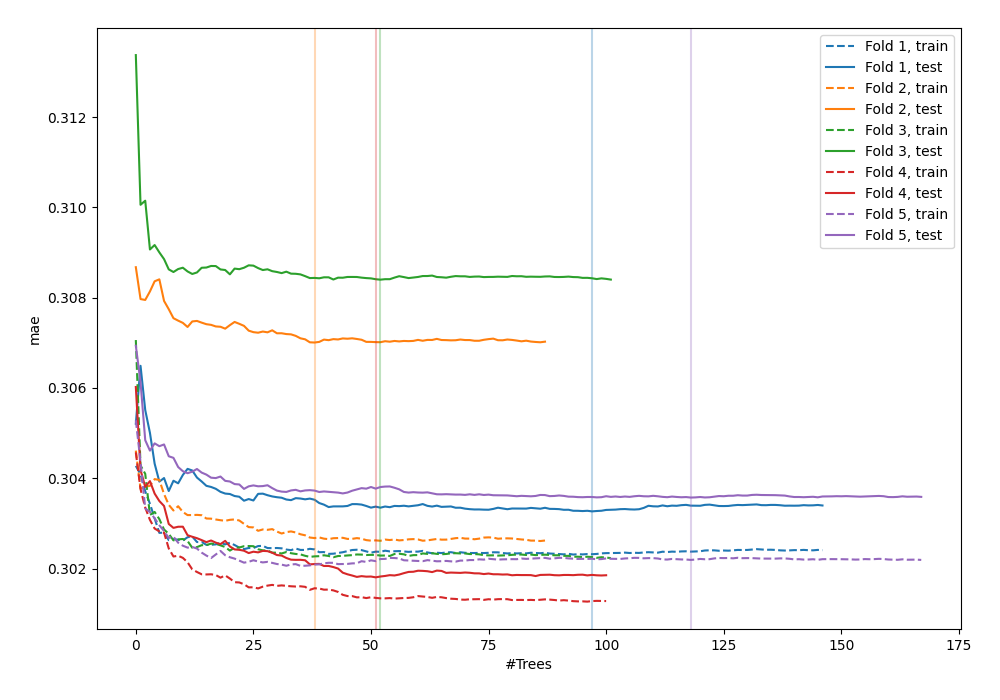 mae
0.312
0.310
0.308
0.306
0.304
0.302
0
25
50
75
100
125
150
175
#Trees
Fold 1, train
Fold 1, test
Fold 2, train
Fold 2, test
Fold 3, train
Fold 3, test
Fold 4, train
Fold 4, test
Fold 5, train
Fold 5, test